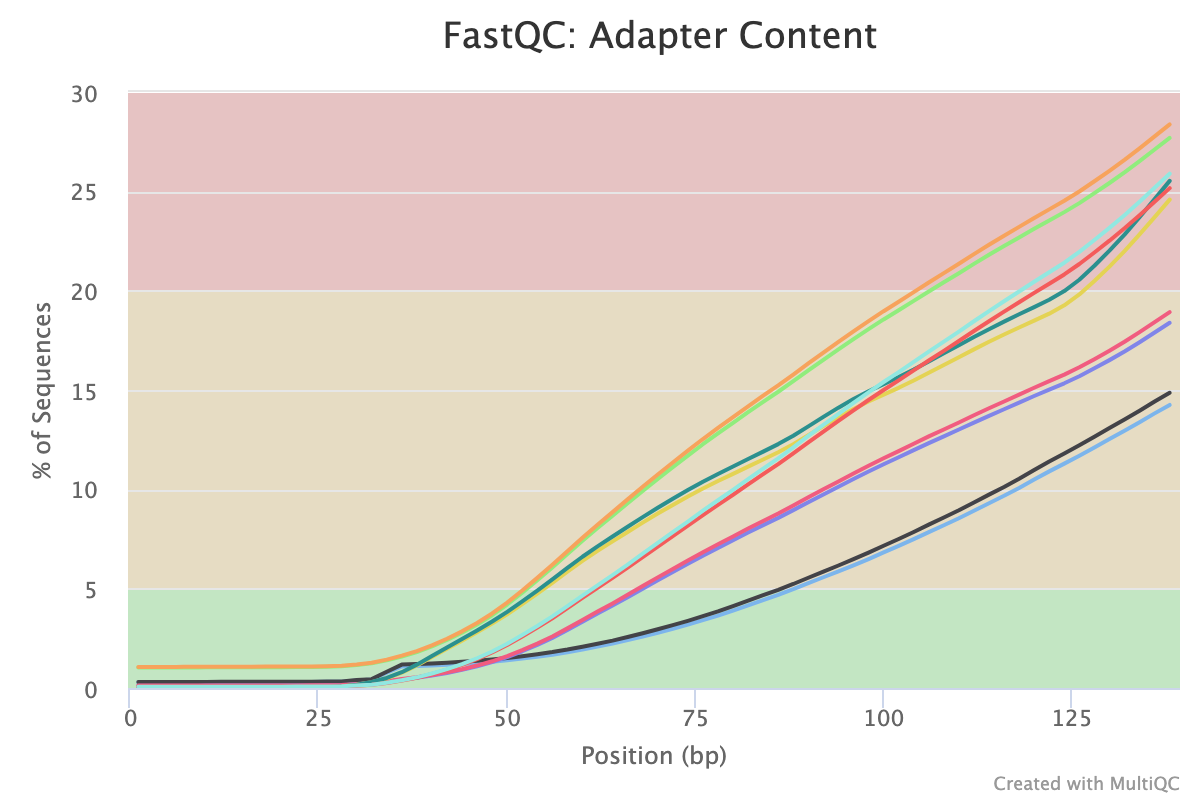 FastQC: Adapter Content
30
25
20
15
10
5
0
% of Sequences
0 25 50 75 100 125
Position (bp)
Created with MultiQC